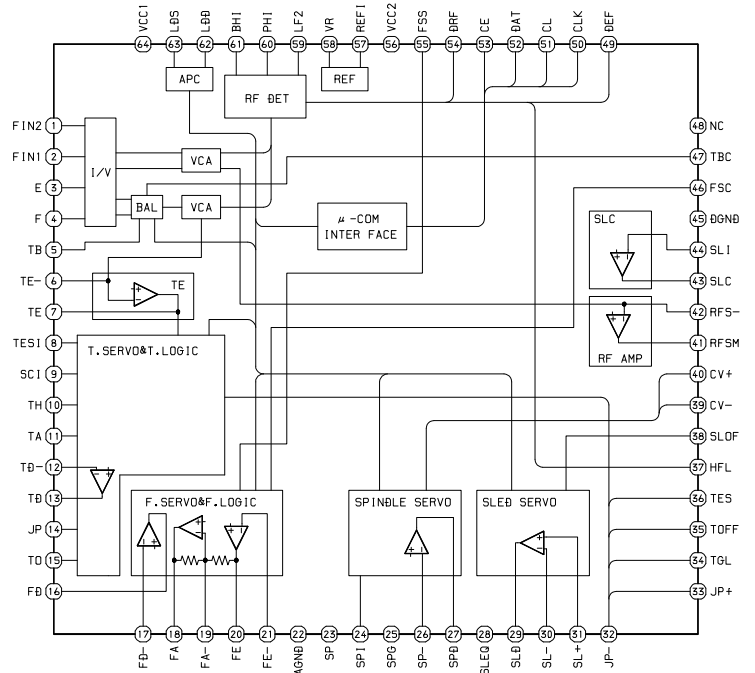 VCC1
LDS
LDD
BHI
PHI
LF2
VR
REFI
VCC2
FSS
DRF
CE
DAT
CL
CLK
DEF
64
63
62
61
60
59
58
57
56
55
54
53
52
51
50
49
APC
RF DET
REF
FIN2
1
FIN1
2
E
3
F
4
TB
5
TE-
6
TE
7
TESI
8
SCI
9
TH
10
TA
11
TD-
12
TD
13
JP
14
TO
15
FD
16
I/V
VCA
BAL
VCA
μ-COM
INTER FACE
TE
+
-
T.SERVO&T.LOGIC
-
+
F.SERVO&F.LOGIC
+
-
+
-
+
-
SPINDLE SERVO
+
-
SLED SERVO
+
-
SLC
+
-
+
-
RF AMP
48
NC
47
TBC
46
FSC
45
DGND
44
SLI
43
SLC
42
RFS-
41
RFSM
40
CV+
39
CV-
38
SLOF
37
HFL
36
TES
35
TOFF
34
TGL
33
JP+
17
18
19
20
21
22
23
24
25
26
27
28
29
30
31
32
FD-
FA
FA-
FE
FE-
AGND
SP
SPI
SPG
SP-
SPD
SLEQ
SLD
SL-
SL+
JP-